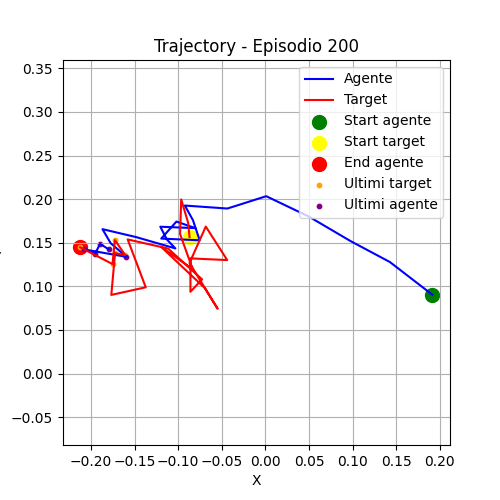 Trajectory - Episodio 200
0.35
0.30
0.25
0.20
0.15
0.10
0.05
0.00
−0.05
Agente
Target
Start agente
Start target
End agente
Ultimi target
Ultimi agente
−0.20 −0.15 −0.10 −0.05 0.00 0.05 0.10 0.15 0.20
X